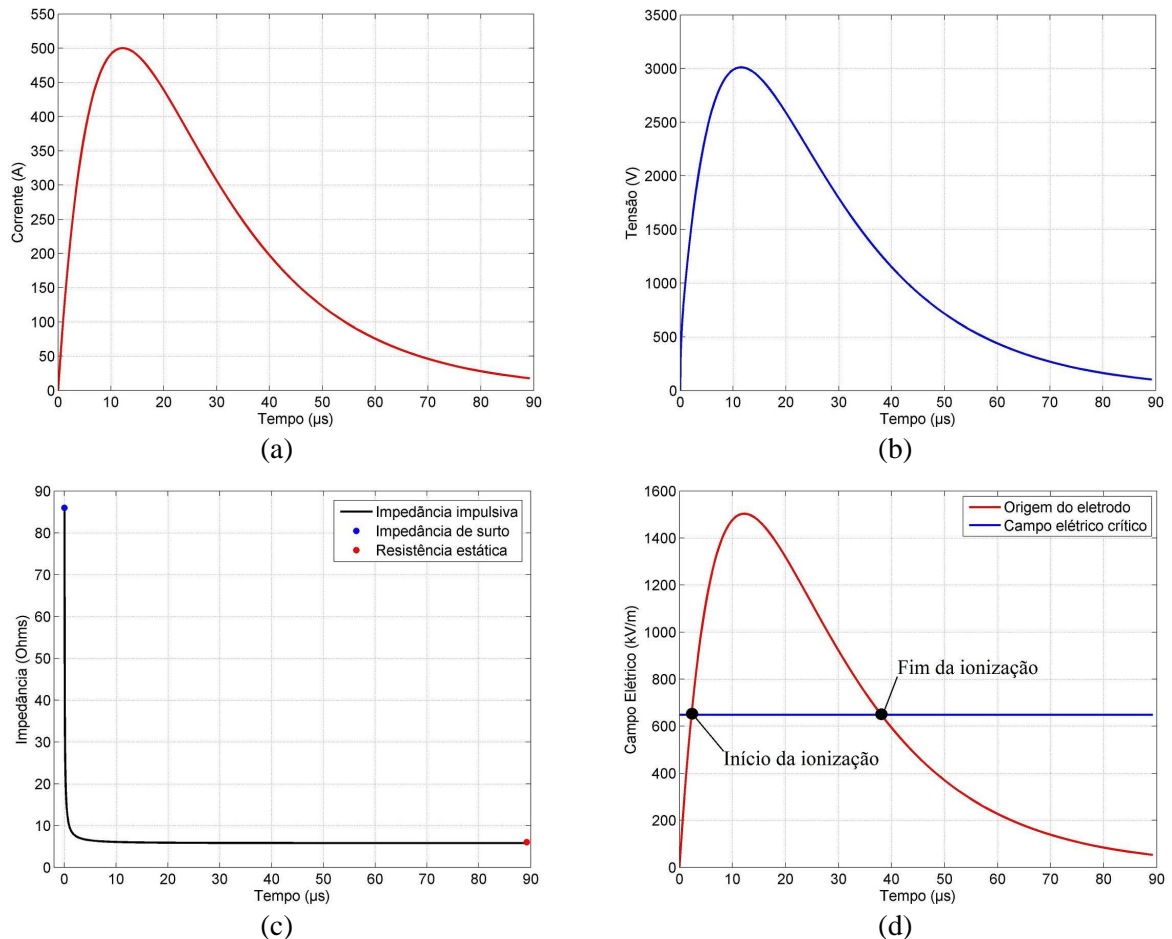 Corrente (A)
500
450
400
350
300
250
200
150
100
50
0
0 10 20 30 40 50 60 70 80 90
Tempo (µs)
(a)
Tensão (V)
3500
3000
2500
2000
1500
1000
500
0
0 10 20 30 40 50 60 70 80 90
Tempo (µs)
(b)
Impedância (Ohms)
90
80
70
60
50
40
30
20
10
0
Impedância impulsiva
Impedância de surto
Resistência estática
0 10 20 30 40 50 60 70 80 90
Tempo (µs)
(c)
Campo Elétrico (kV/m)
1600
1400
1200
1000
800
600
400
200
0
Origem do eletrodo
Campo elétrico crítico
Fim da ionização
Início da ionização
0 10 20 30 40 50 60 70 80 90
Tempo (µs)
(d)